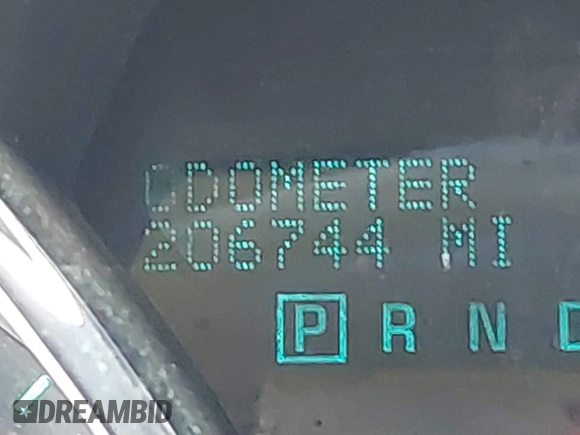 ODOMETER
206744 MI
P R N D
DREAMBID